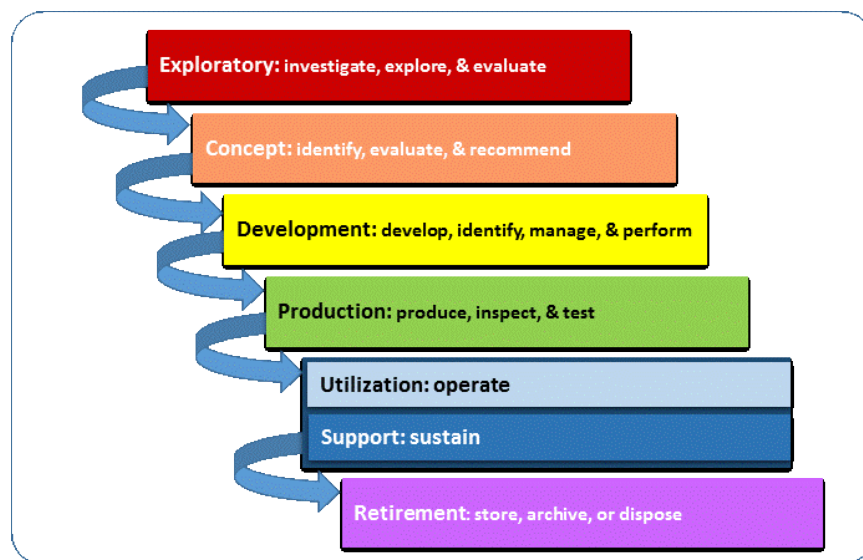 Exploratory: investigate, explore, & evaluate
Concept: identify, evaluate, & recommend
Development: develop, identify, manage, & perform
Production: produce, inspect, & test
Utilization: operate
Support: sustain
Retirement: store, archive, or dispose